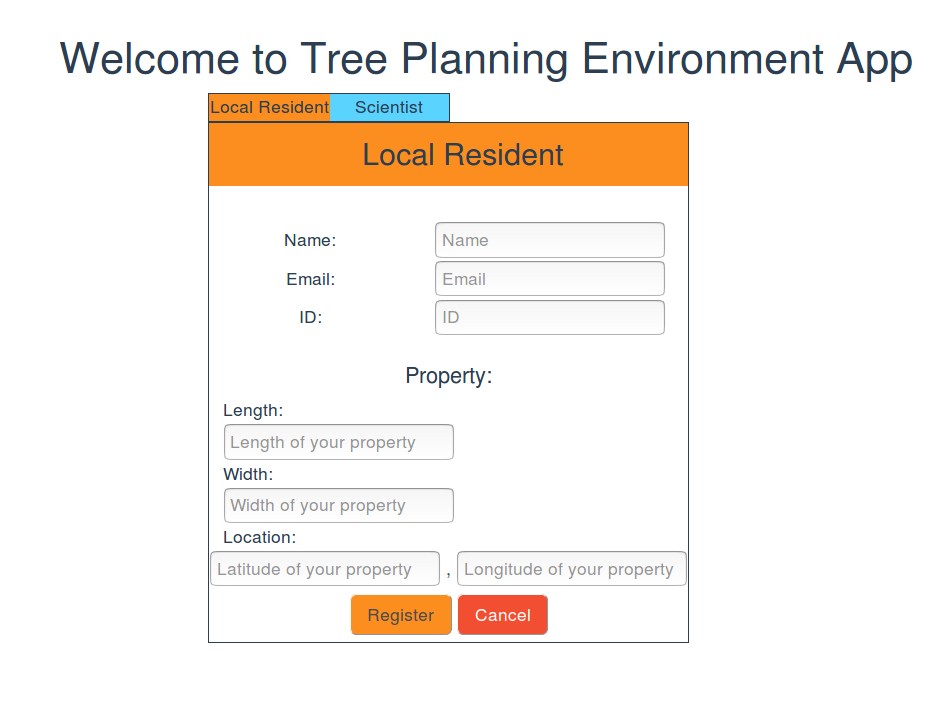 Welcome to Tree Planning Environment App
Local Resident Scientist
Local Resident
Name: Name
Email: Email
ID: ID
Property:
Length:
Length of your property
Width:
Width of your property
Location:
Latitude of your property , Longitude of your property
Register Cancel